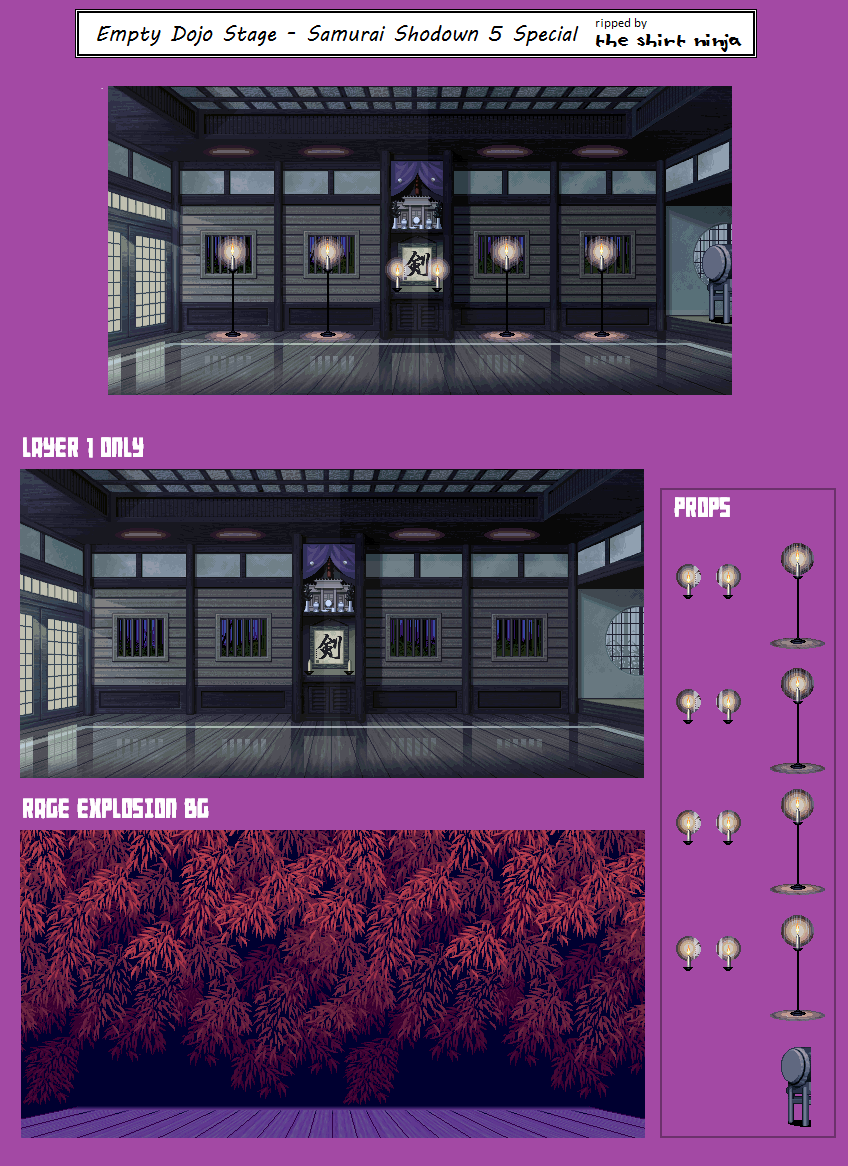 Empty Dojo Stage - Samurai Shodown 5 Special
ripped by
the shirt ninja
剣
LAYER 1 ONLY
剣
PROPS
RAGE EXPLOSION BG